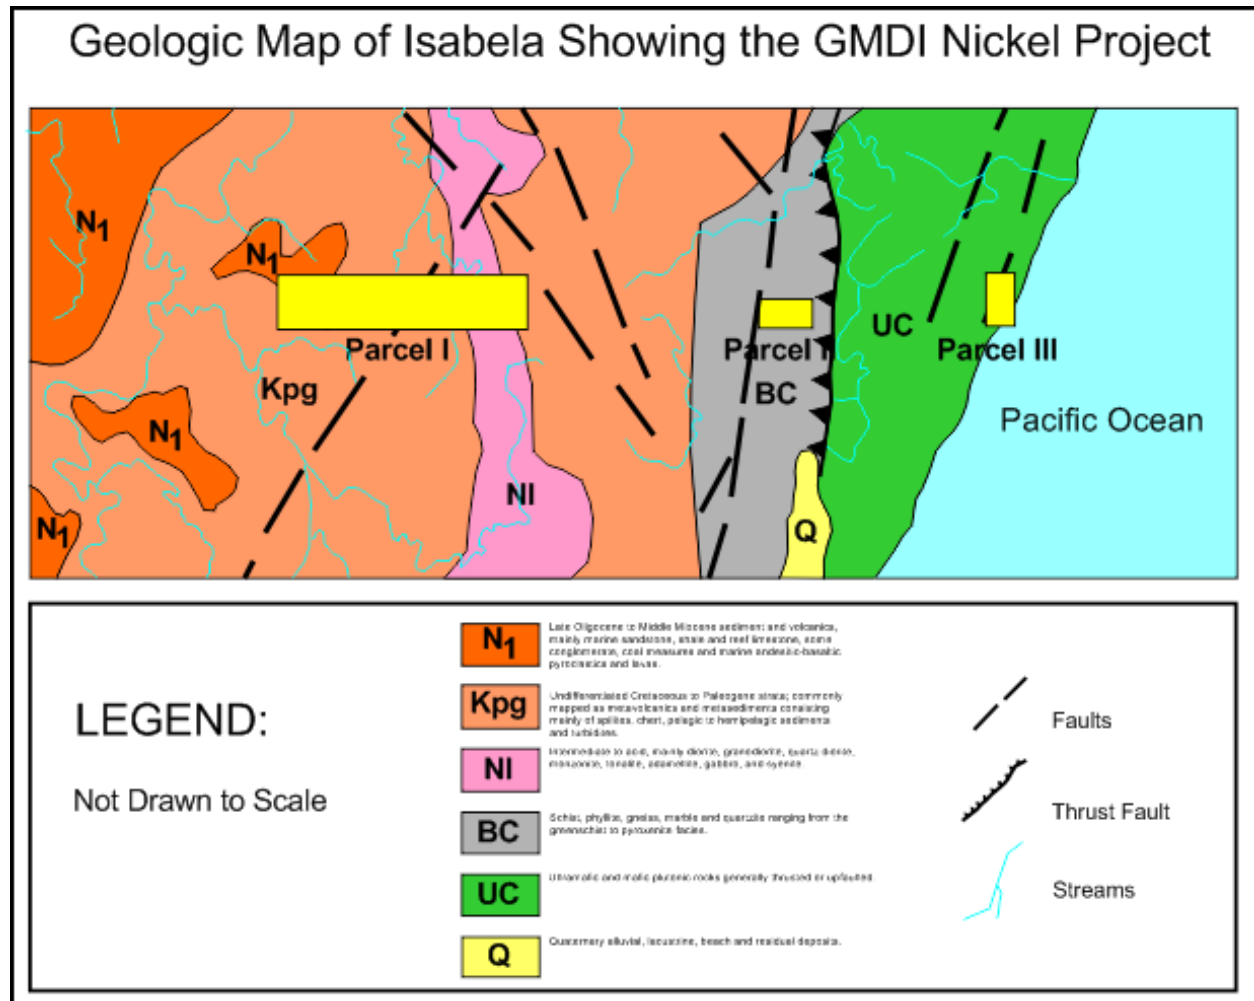 Geologic Map of Isabela Showing the GMDI Nickel Project
N1
N1
UC
Parcel I
Parcel II
Parcel III
Kpg
BC
N1
Pacific Ocean
NI
N1
Q
LEGEND:
Not Drawn to Scale
N1
Late Oligocene to Middle Miocene sediment and volcanics,
mainly marine sandstone, shale and reef limestone, some
conglomerate, coal measures and marine andesitic-basaltic
pyroclastics and lavas.
Kpg
Undifferentiated Cretaceous to Paleogene strata; commonly
mapped as metavolcanics and metasediments consisting
mainly of spilites, chert, pelagic to hemipelagic sediments
and turbidites.
NI
Intermediate to acid, mainly diorite, granodiorite, quartz diorite,
monzonite, tonalite, adamellite, gabbro, and syenite.
BC
Schist, phyllite, gneiss, marble and quartzite ranging from the
greenschist to pyroxenite facies.
UC
Ultramafic and mafic plutonic rocks generally thrusted or upfaulted.
Q
Quaternary alluvial, lacustrine, beach and residual deposits.
Faults
Thrust Fault
Streams